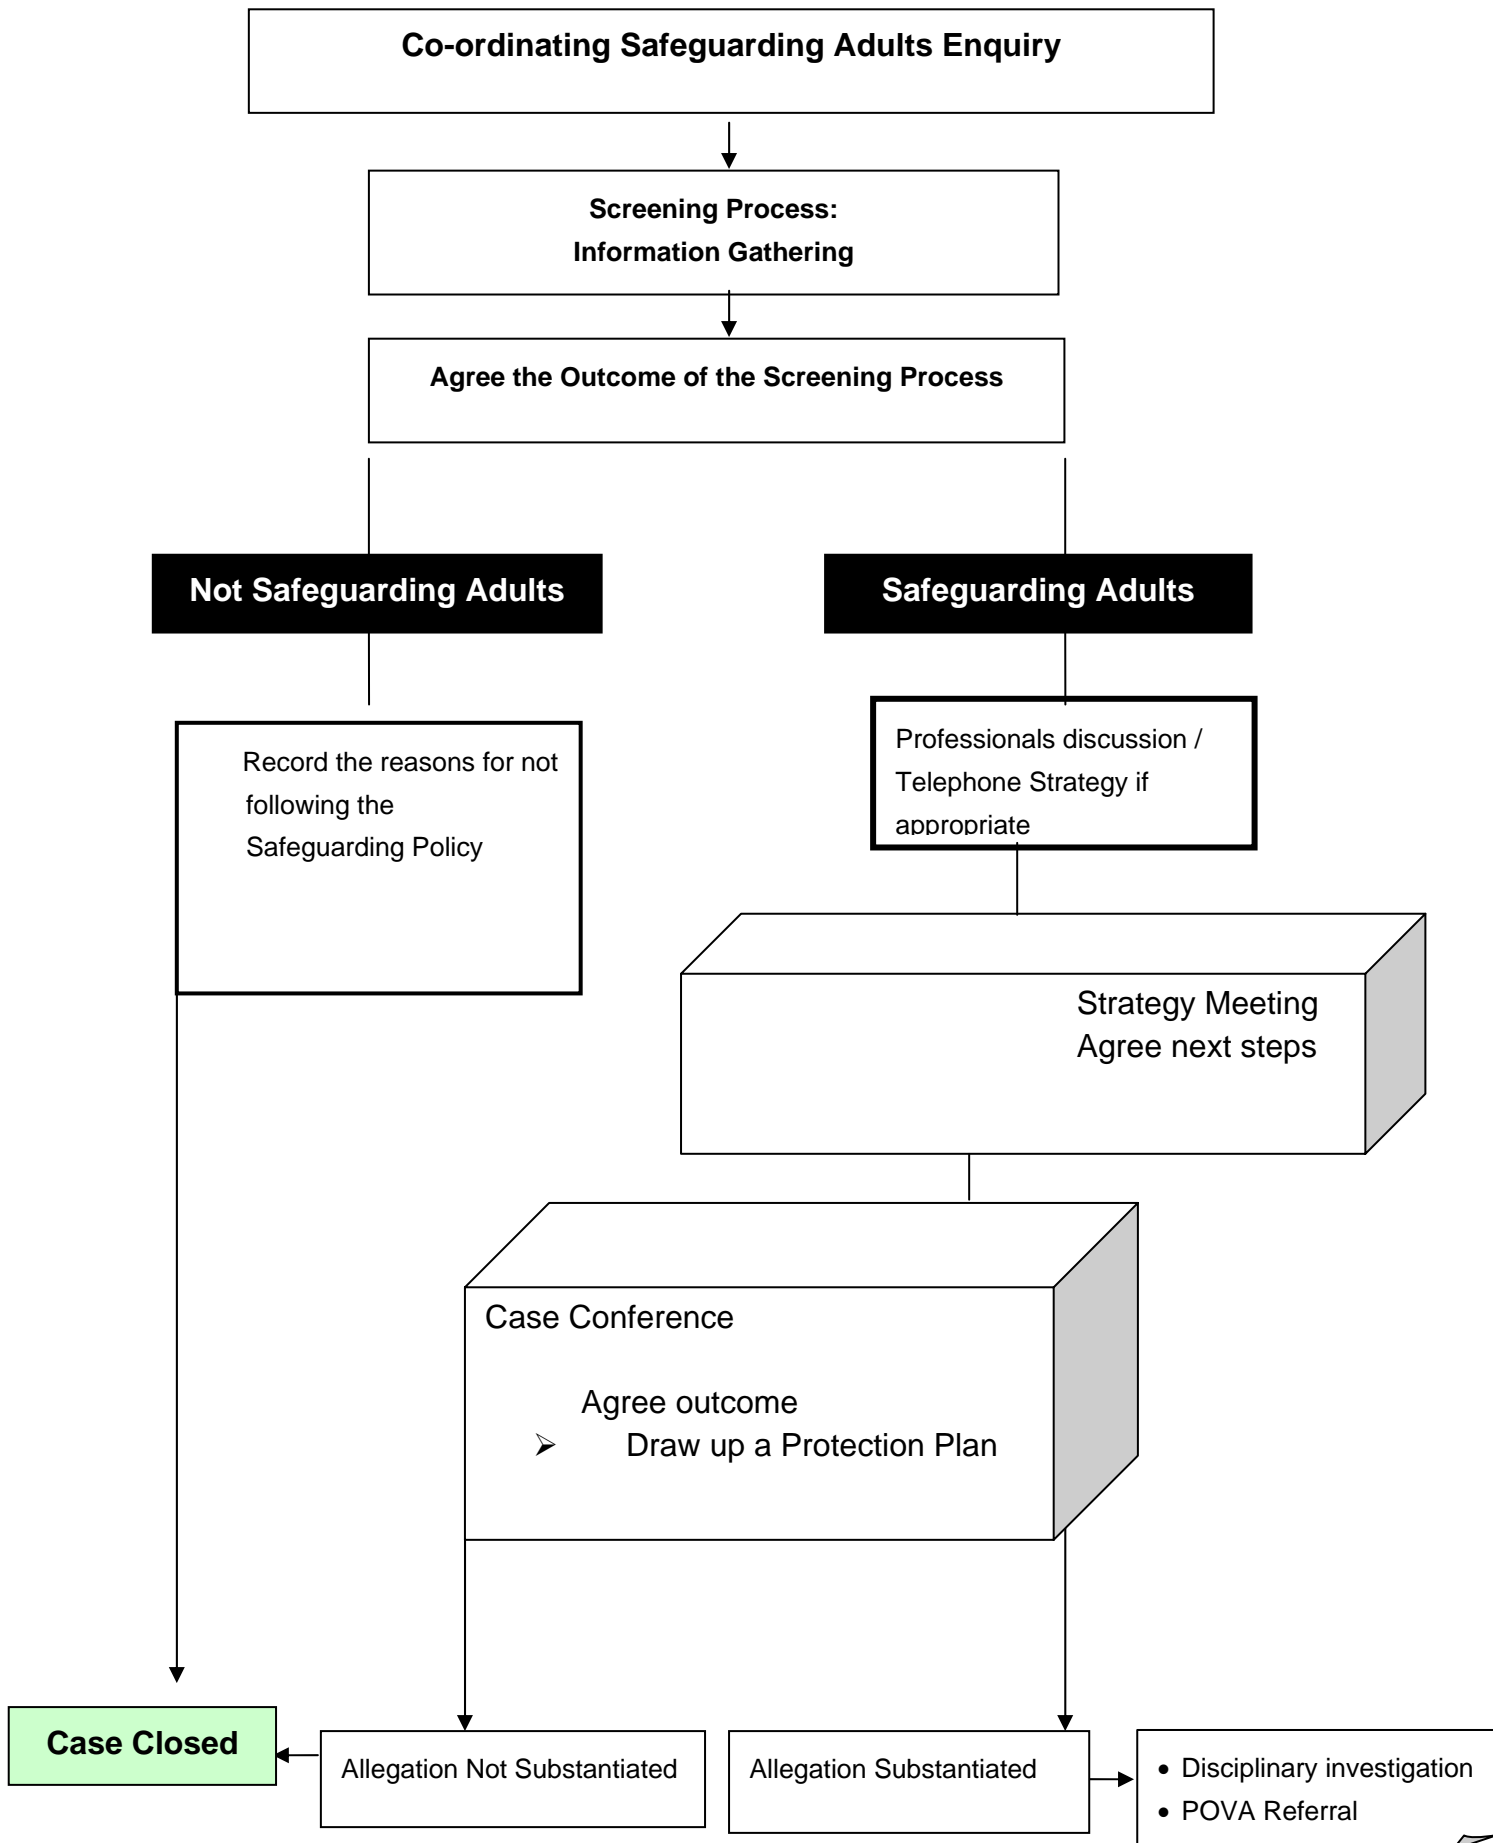 Co-ordinating Safeguarding Adults Enquiry
Screening Process:
Information Gathering
Agree the Outcome of the Screening Process
Not Safeguarding Adults
Safeguarding Adults
Record the reasons for not
following the
Safeguarding Policy
Professionals discussion /
Telephone Strategy if
appropriate
Strategy Meeting
Agree next steps
Case Conference
Agree outcome
➢ Draw up a Protection Plan
Case Closed
Allegation Not Substantiated
Allegation Substantiated
• Disciplinary investigation
• POVA Referral